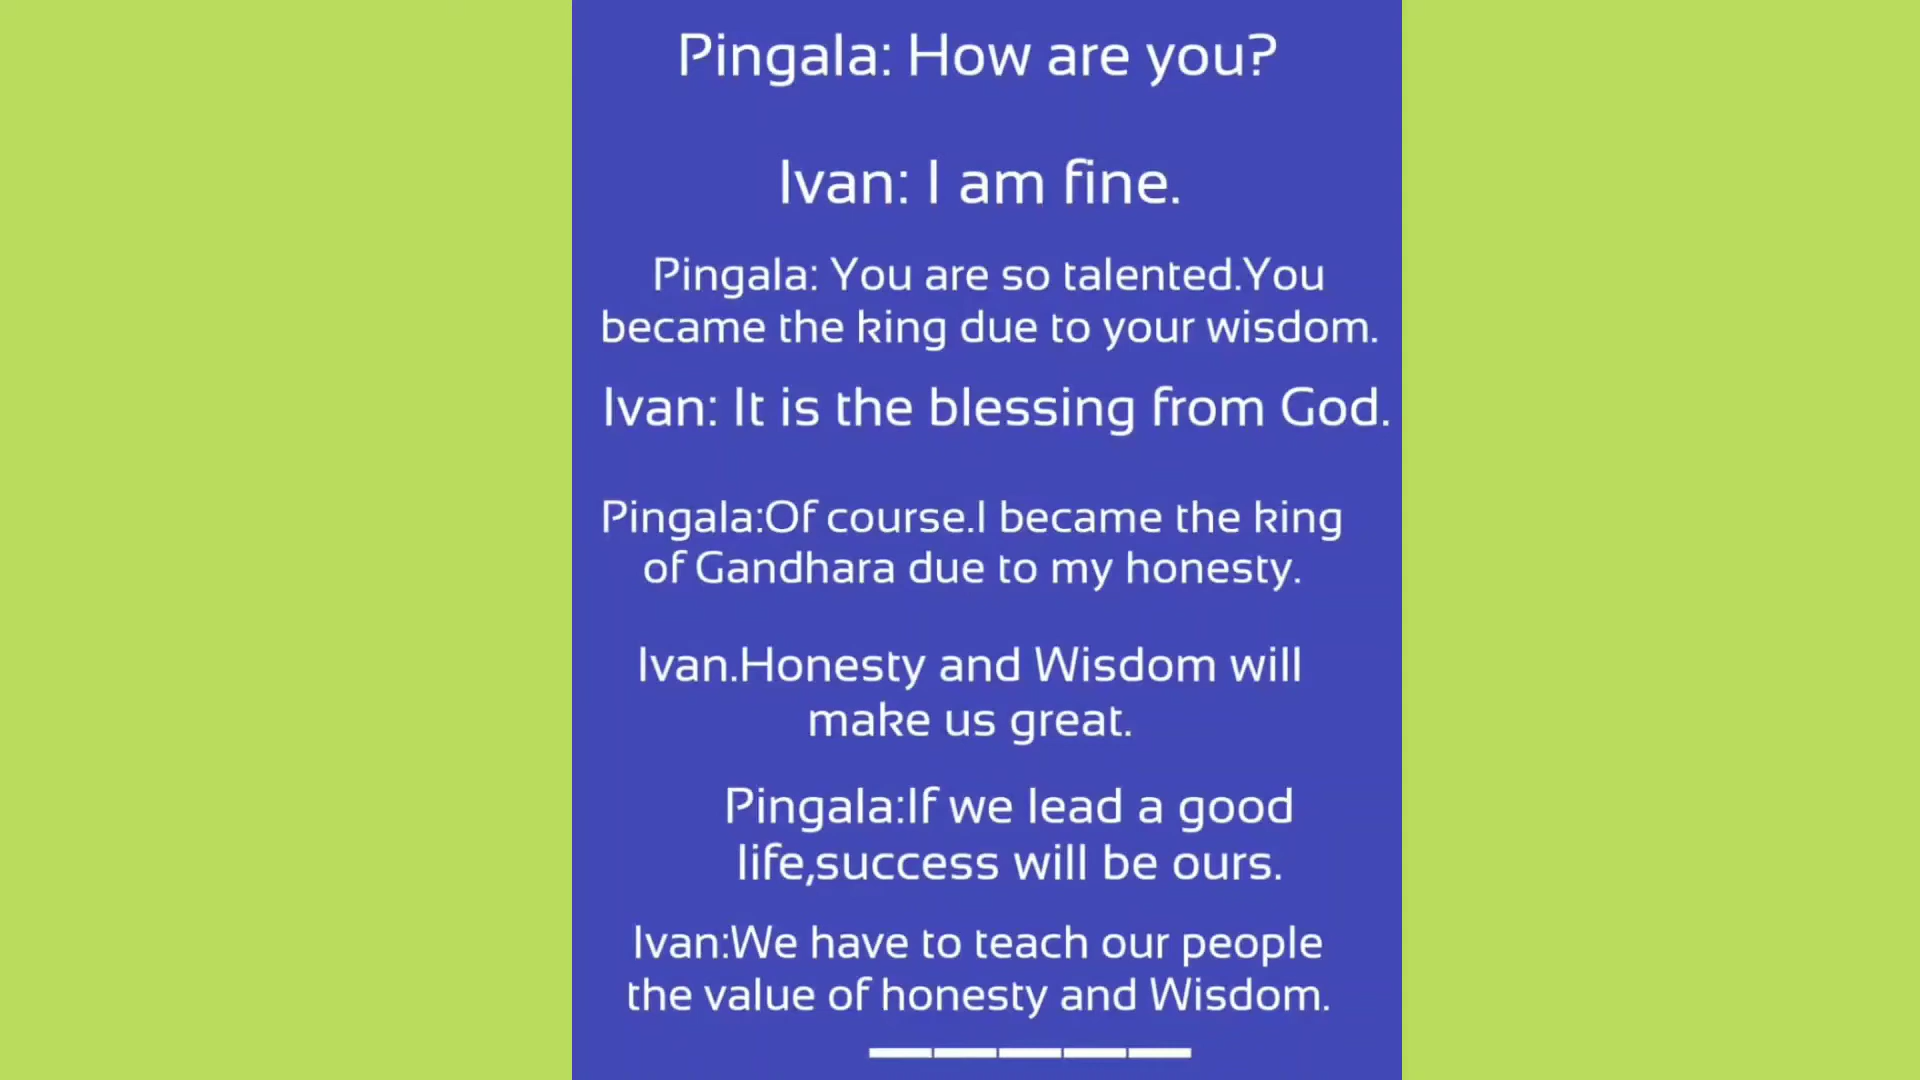 Pingala: How are you?
Ivan: I am fine.
Pingala: You are so talented.You
became the king due to your wisdom.
Ivan: It is the blessing from God.
Pingala:Of course.I became the king
of Gandhara due to my honesty.
Ivan.Honesty and Wisdom will
make us great.
Pingala:If we lead a good
life,success will be ours.
Ivan:We have to teach our people
the value of honesty and Wisdom.
_____